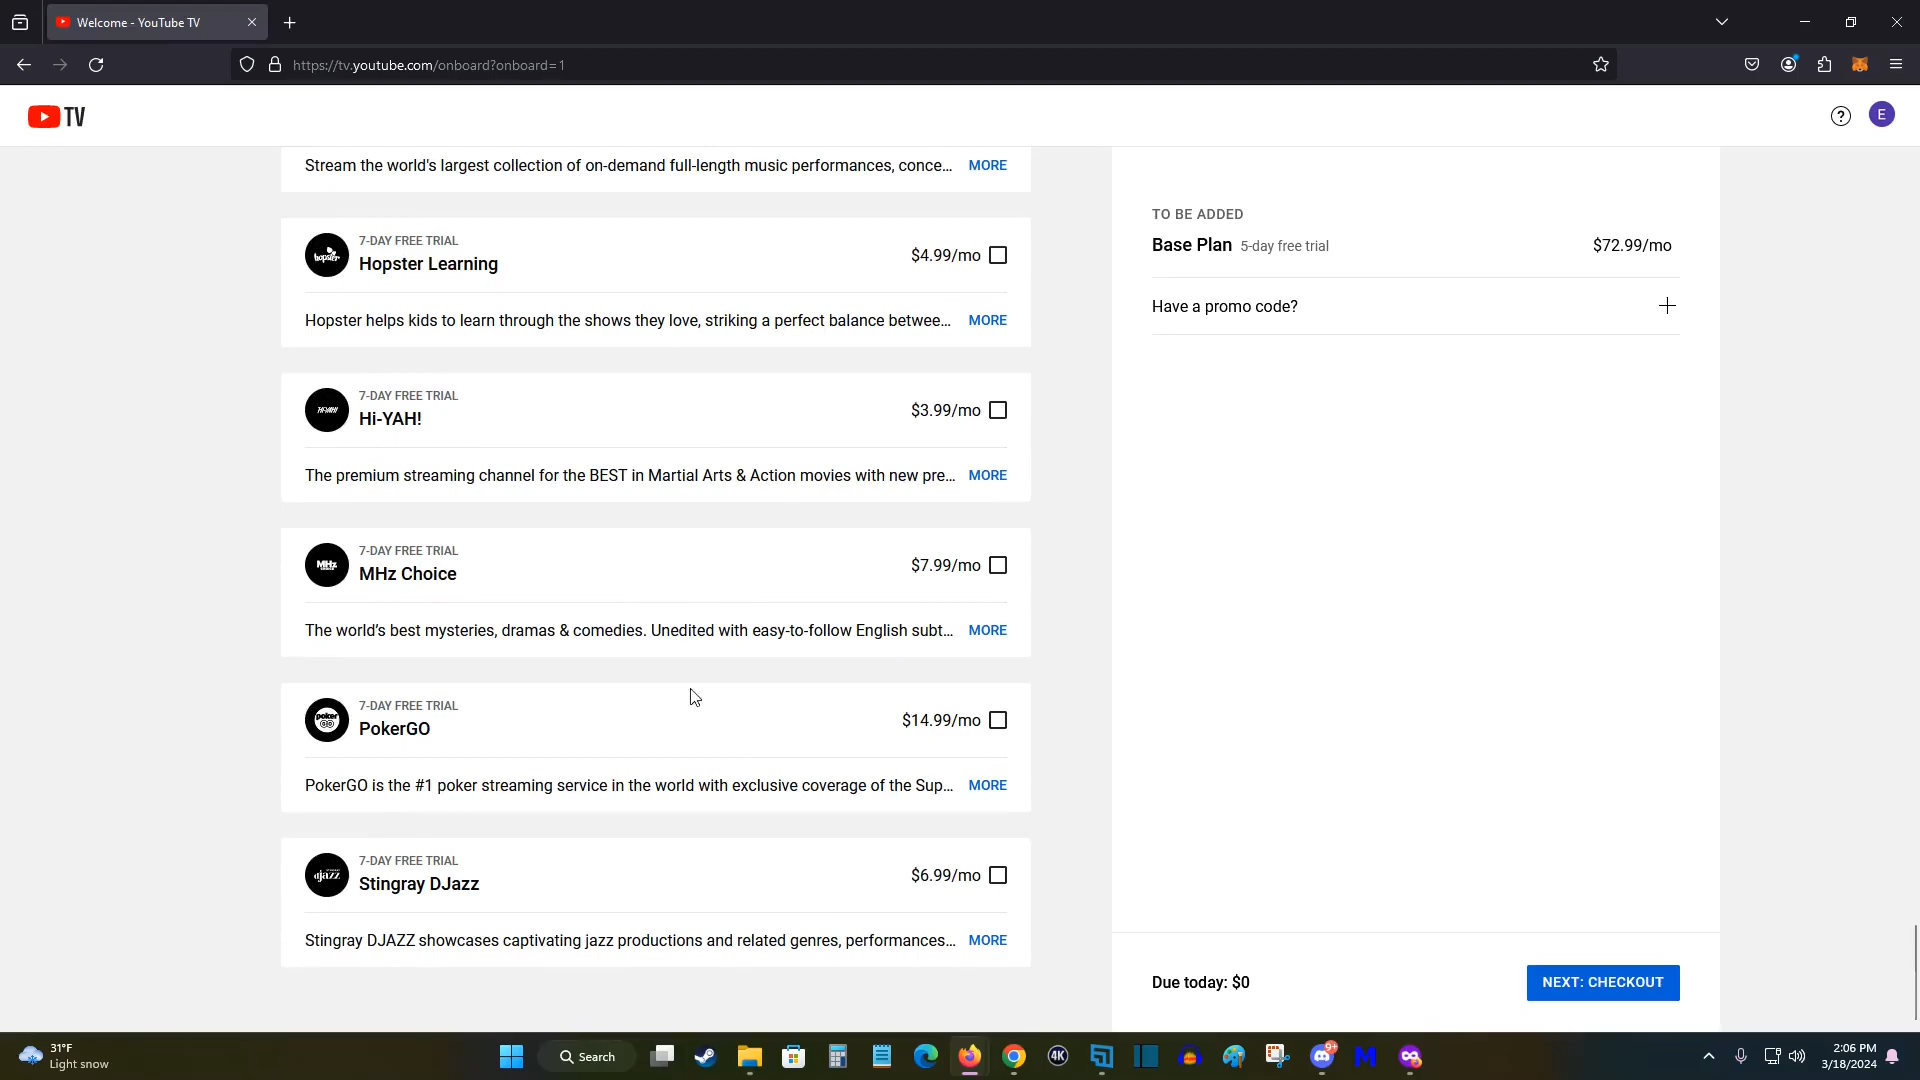 Welcome - YouTube TV
https://tv.youtube.com/onboard?onboard=1
TV
E
Stream the world's largest collection of on-demand full-length music performances, conce... MORE
hopster
7-DAY FREE TRIAL
Hopster Learning
$4.99/mo
Hopster helps kids to learn through the shows they love, striking a perfect balance betwee... MORE
HI-YAH!
7-DAY FREE TRIAL
Hi-YAH!
$3.99/mo
The premium streaming channel for the BEST in Martial Arts & Action movies with new pre... MORE
MHz
7-DAY FREE TRIAL
MHz Choice
$7.99/mo
The world’s best mysteries, dramas & comedies. Unedited with easy-to-follow English subt... MORE
poker
GO
7-DAY FREE TRIAL
PokerGO
$14.99/mo
PokerGO is the #1 poker streaming service in the world with exclusive coverage of the Sup... MORE
djazz
7-DAY FREE TRIAL
Stingray DJazz
$6.99/mo
Stingray DJAZZ showcases captivating jazz productions and related genres, performances... MORE
TO BE ADDED
Base Plan 5-day free trial $72.99/mo
Have a promo code?
Due today: $0
NEXT: CHECKOUT
31°F
Light snow
Search
4K
9+
M
2:06 PM
3/18/2024